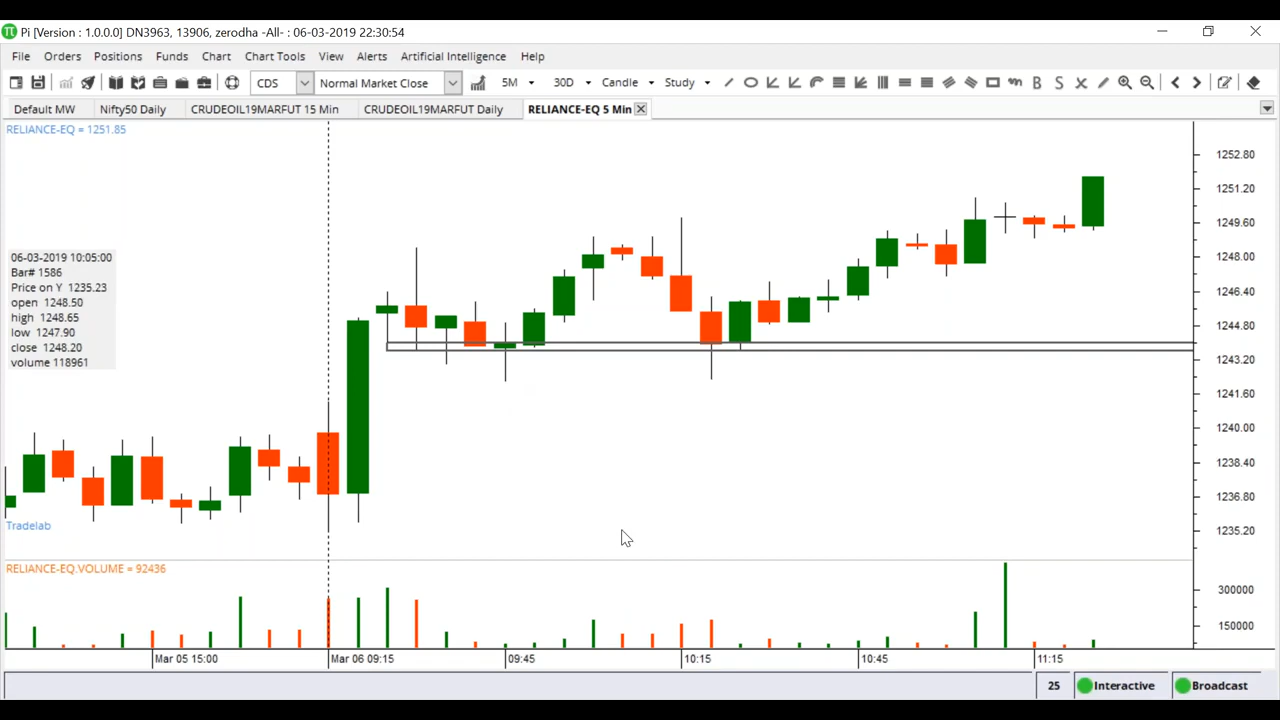 Pi [Version : 1.0.0.0] DN3963, 13906, zerodha -All- : 06-03-2019 22:30:54
File Orders Positions Funds Chart Chart Tools View Alerts Artificial Intelligence Help
CDS Normal Market Close 5M 30D Candle Study B S
Default MW Nifty50 Daily CRUDEOIL19MARFUT 15 Min CRUDEOIL19MARFUT Daily RELIANCE-EQ 5 Min
RELIANCE-EQ = 1251.85
1252.80
1251.20
1249.60
1248.00
1246.40
1244.80
1243.20
1241.60
1240.00
1238.40
1236.80
1235.20
06-03-2019 10:05:00
Bar# 1586
Price on Y 1235.23
open 1248.50
high 1248.65
low 1247.90
close 1248.20
volume 118961
Tradelab
RELIANCE-EQ.VOLUME = 92436
300000
150000
Mar 05 15:00 Mar 06 09:15 09:45 10:15 10:45 11:15
25 Interactive Broadcast